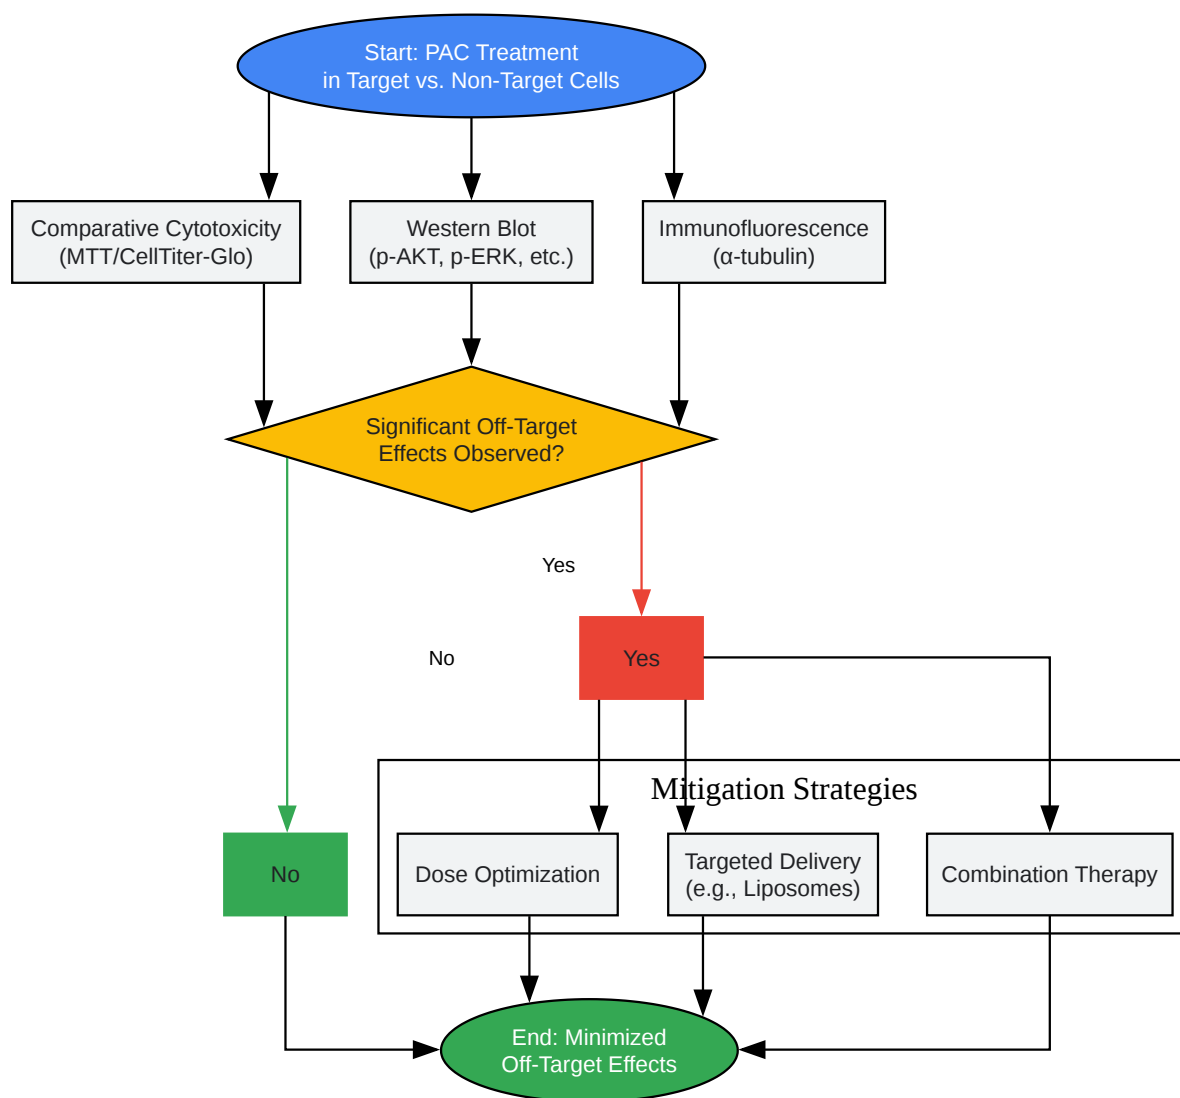 Start: PAC Treatment
in Target vs. Non-Target Cells
Comparative Cytotoxicity
(MTT/CellTiter-Glo)
Western Blot
(p-AKT, p-ERK, etc.)
Immunofluorescence
(α-tubulin)
Significant Off-Target
Effects Observed?
Yes
No
Yes
Mitigation Strategies
No
Dose Optimization
Targeted Delivery
(e.g., Liposomes)
Combination Therapy
End: Minimized
Off-Target Effects